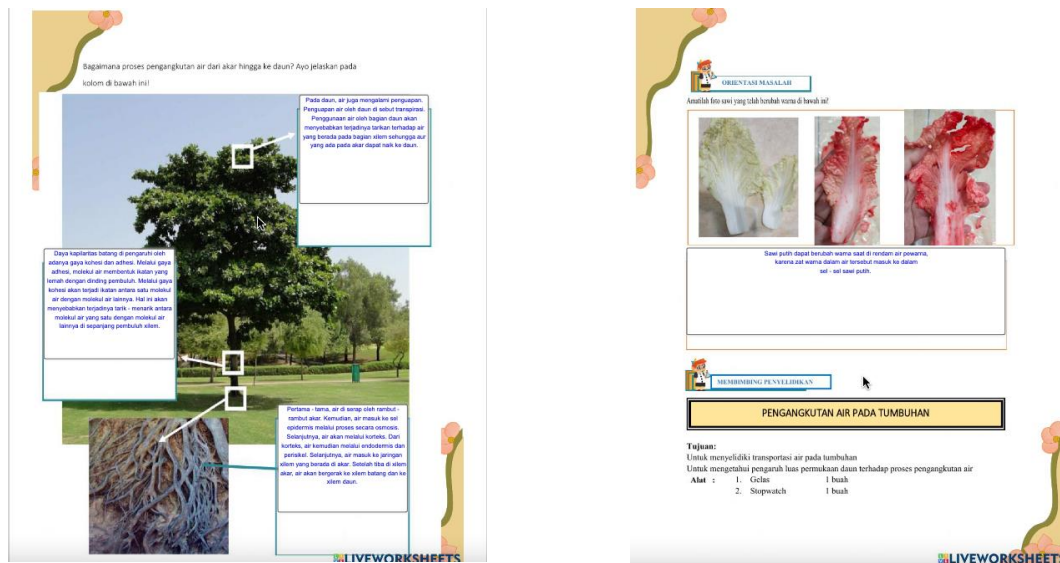 Bagaimana proses pengangkutan air dari akar hingga ke daun? Ayo jelaskan pada
kolom di bawah ini!
Pada daun, air juga mengalami penguapan.
Penguapan air oleh daun di sebut transpirasi.
Penggunaan air oleh bagian daun akan
menyebabkan terjadinya tarikan terhadap air
yang berada pada bagian xilem sehungga aur
yang ada pada akar dapat naik ke daun.
Daya kapilaritas batang di pengaruhi oleh
adanya gaya kohesi dan adhesi. Melalui gaya
adhesi, molekul air membentuk ikatan yang
lemah dengan dinding pembuluh. Melalui gaya
kohesi akan terjadi ikatan antara satu molekul
air dengan molekul air lainnya. Hal ini akan
menyebabkan terjadinya tarik - menarik antara
molekul air yang satu dengan molekul air
lainnya di sepanjang pembuluh xilem.
Pertama - tama, air di serap oleh rambut -
rambut akar. Kemudian, air masuk ke sel
epidermis melalui proses secara osmosis.
Selanjutnya, air akan melalui korteks. Dari
korteks, air kemudian melalui endodermis dan
perisikel. Selanjutnya, air masuk ke jaringan
xilem yang berada di akar. Setelah tiba di xilem
akar, air akan bergerak ke xilem batang dan ke
xilem daun.
LIVEWORKSHEETS
ORIENTASI MASALAH
Amatilah foto sawi yang telah berubah warna di bawah ini!
Sawi putih dapat berubah warna saat di rendam air pewarna,
karena zat warna dalam air tersebut masuk ke dalam
sel - sel sawi putih.
MEMBIMBING PENYELIDIKAN
PENGANGKUTAN AIR PADA TUMBUHAN
Tujuan:
Untuk menyelidiki transportasi air pada tumbuhan
Untuk mengetahui pengaruh luas permukaan daun terhadap proses pengangkutan air
Alat : 1. Gelas 1 buah
2. Stopwatch 1 buah
LIVEWORKSHEETS